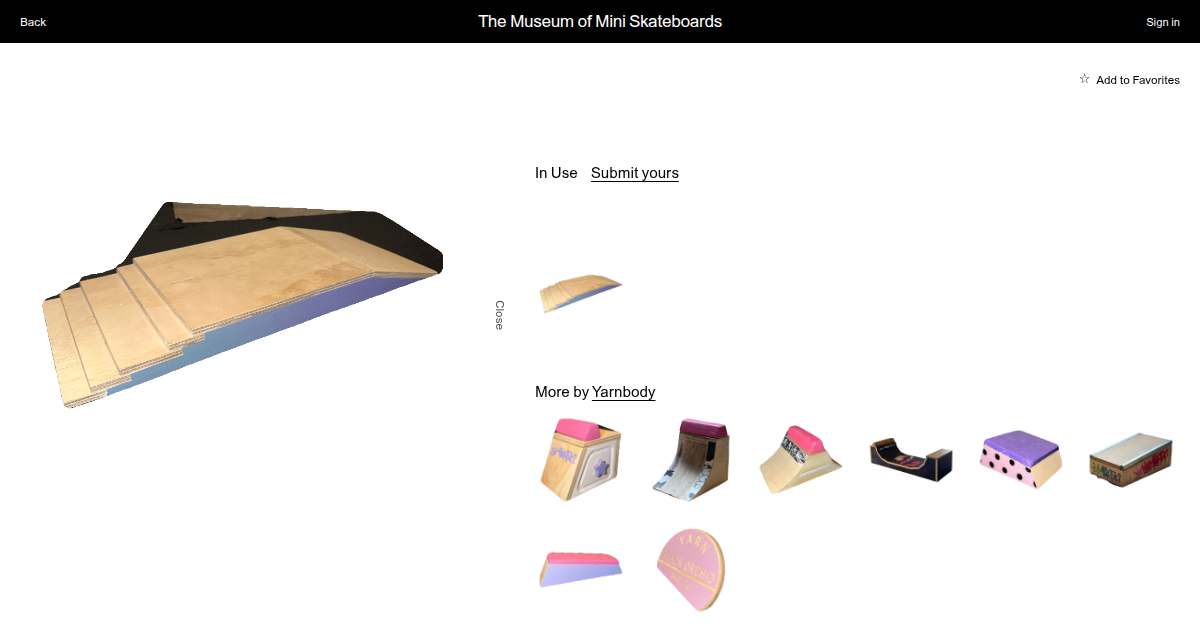 Back
The Museum of Mini Skateboards
Sign in
☆ Add to Favorites
In Use Submit yours
Close
More by Yarnbody
YARN